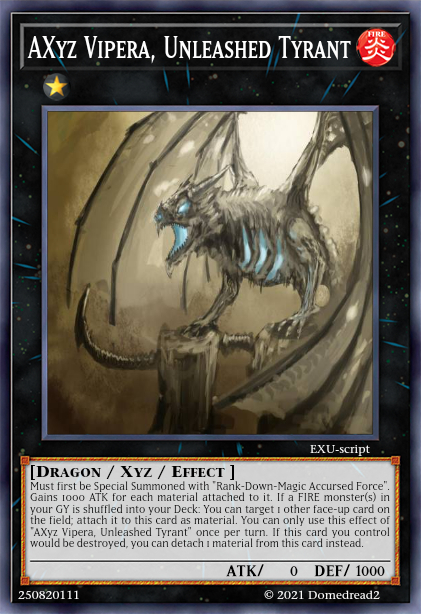 AXyz Vipera, Unleashed Tyrant
FIRE
炎
EXU-script
[Dragon / Xyz / Effect ]
Must first be Special Summoned with "Rank-Down-Magic Accursed Force".
Gains 1000 ATK for each material attached to it. If a FIRE monster(s) in
your GY is shuffled into your Deck: You can target 1 other face-up card on
the field; attach it to this card as material. You can only use this effect of
"AXyz Vipera, Unleashed Tyrant" once per turn. If this card you control
would be destroyed, you can detach 1 material from this card instead.
ATK/ 0 DEF/ 1000
250820111
© 2021 Domedread2